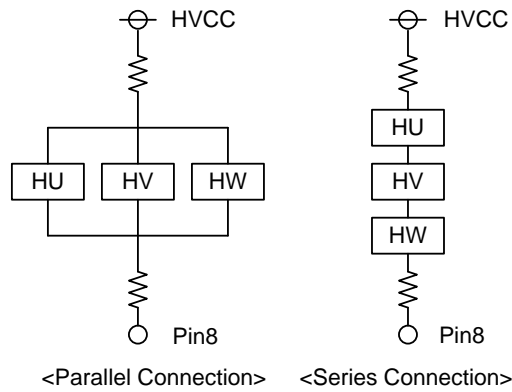 HVCC HVCC
HU
HU HV HW HV
HW
Pin8 Pin8
<Parallel Connection> <Series Connection>